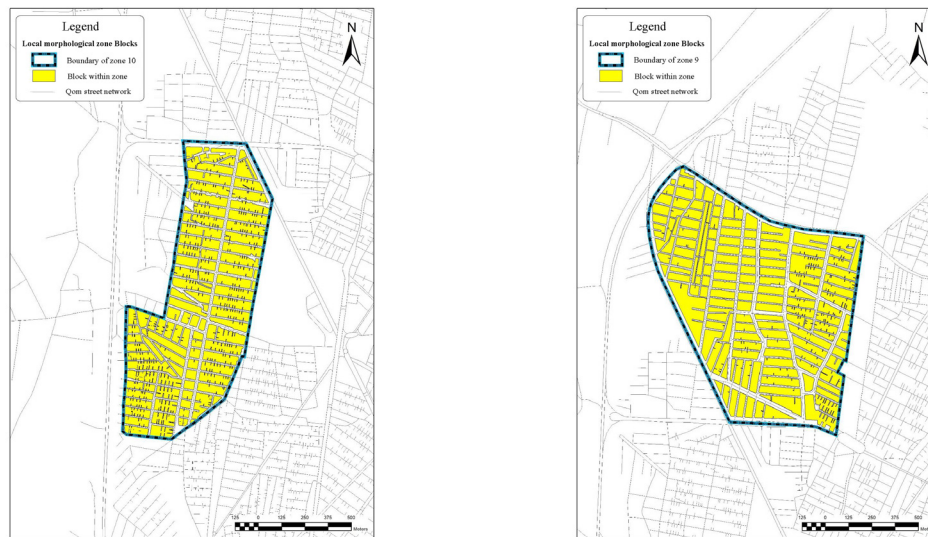 Legend
Local morphological zone Blocks
Boundary of zone 10
Block within zone
Qom street network
N
125 62.5 0 125 250 375 500
Meters
Legend
Local morphological zone Blocks
Boundary of zone 9
Block within zone
Qom street network
N
125 0 125 250 375 500